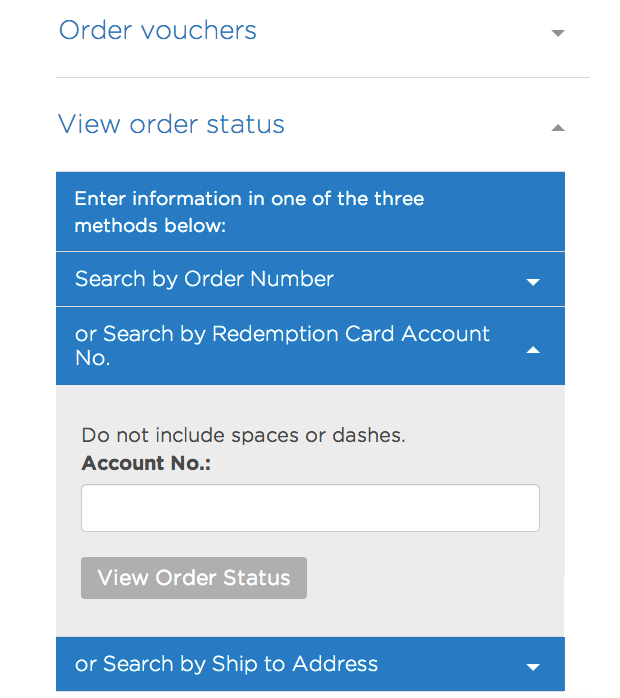 Order vouchers
View order status
Enter information in one of the three
methods below:
Search by Order Number
or Search by Redemption Card Account
No.
Do not include spaces or dashes.
Account No.:
View Order Status
or Search by Ship to Address